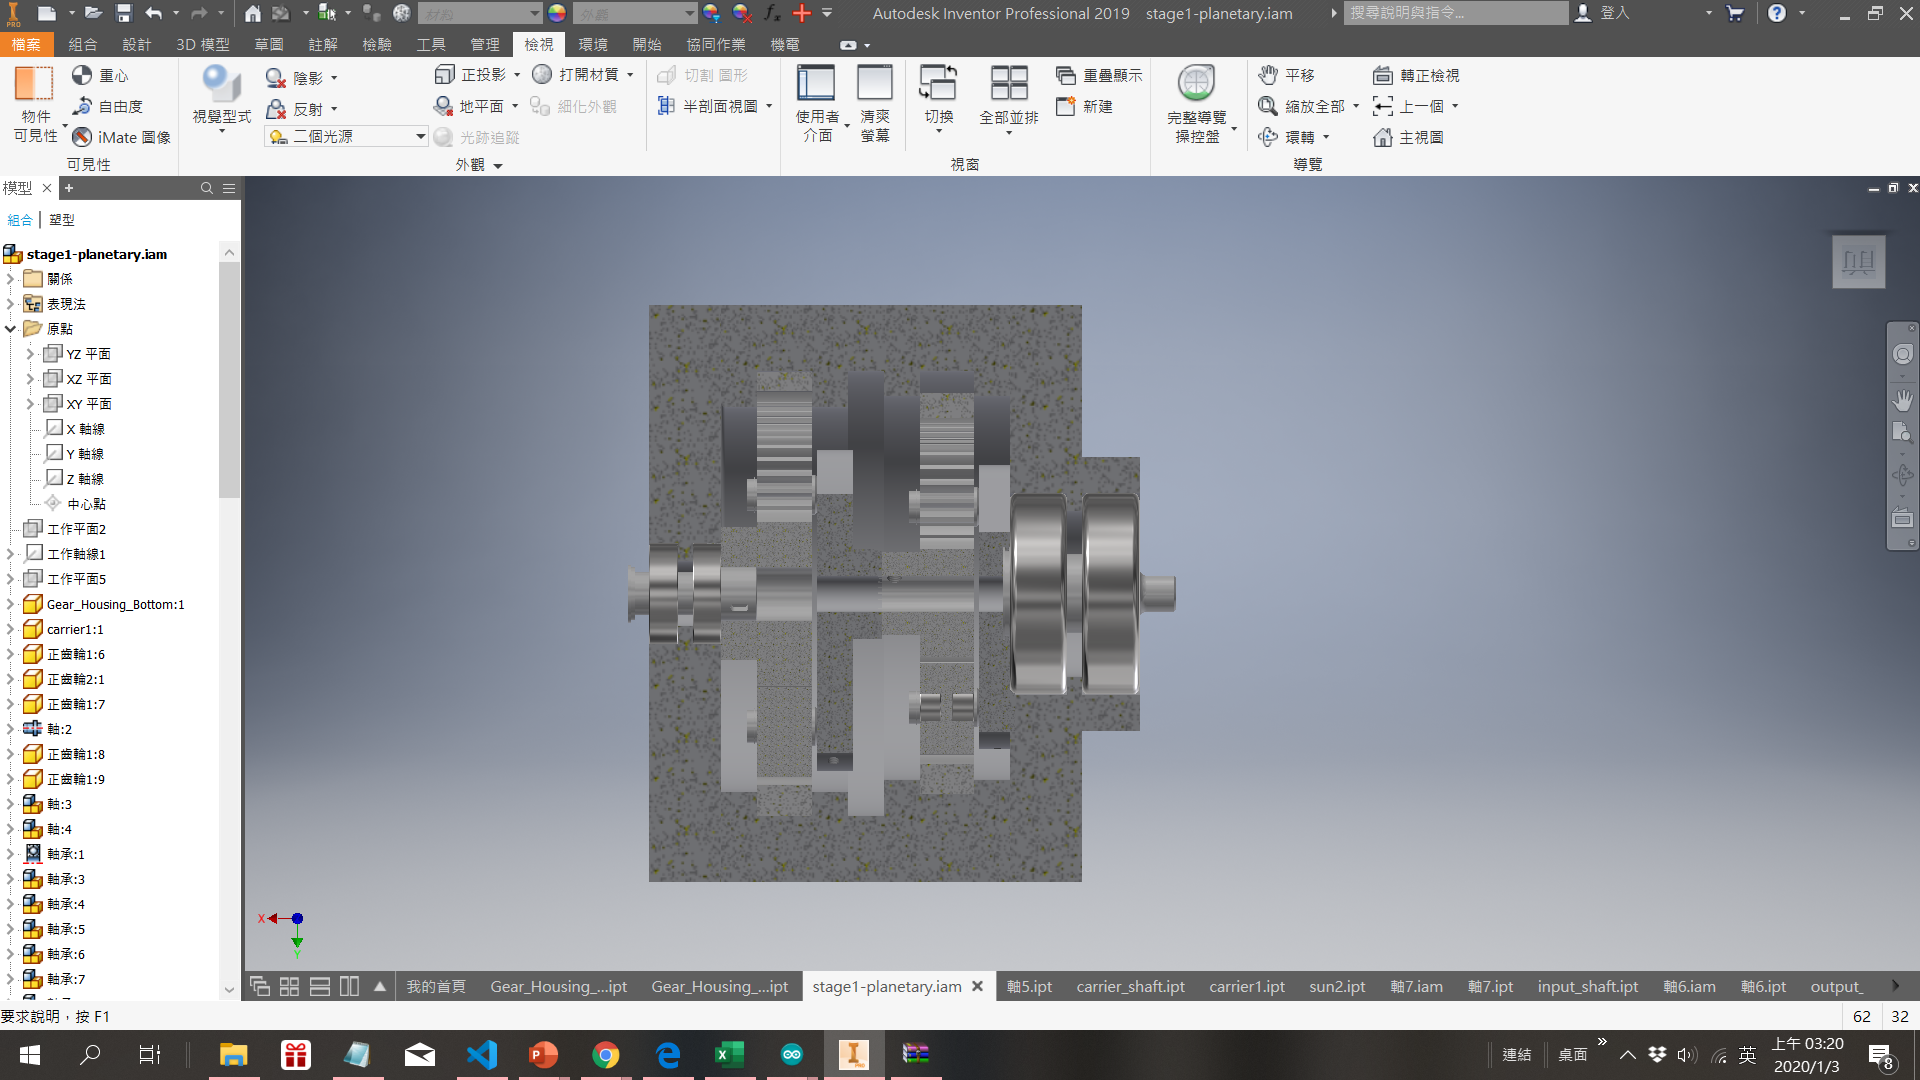 PRO
材料
外觀
fx
Autodesk Inventor Professional 2019 stage1-planetary.iam
搜尋說明與指令...
登入
檔案 組合 設計 3D 模型 草圖 註解 檢驗 工具 管理 檢視 環境 開始 協同作業 機電
物件
可見性
重心
自由度
iMate 圖像
可見性
視覺型式
陰影
反射
二個光源
正投影
地平面
光跡追蹤
打開材質
細化外觀
外觀
切割 圖形
半剖面視圖
使用者
介面
清爽
螢幕
切換
全部並排
重疊顯示
新建
視窗
完整導覽
操控盤
平移
縮放全部
環轉
轉正檢視
上一個
主視圖
導覽
模型
組合 塑型
stage1-planetary.iam
關係
表現法
原點
YZ 平面
XZ 平面
XY 平面
X 軸線
Y 軸線
Z 軸線
中心點
工作平面2
工作軸線1
工作平面5
Gear_Housing_Bottom:1
carrier1:1
正齒輪1:6
正齒輪2:1
正齒輪1:7
軸:2
正齒輪1:8
正齒輪1:9
軸:3
軸:4
軸承:1
軸承:3
軸承:4
軸承:5
軸承:6
軸承:7
X
Y
我的首頁 Gear_Housing_...ipt Gear_Housing_...ipt stage1-planetary.iam 軸5.ipt carrier_shaft.ipt carrier1.ipt sun2.ipt 軸7.iam 軸7.ipt input_shaft.ipt 軸6.iam 軸6.ipt output_
要求說明，按 F1
62 32
連結 桌面 英
上午 03:20
2020/1/3
8